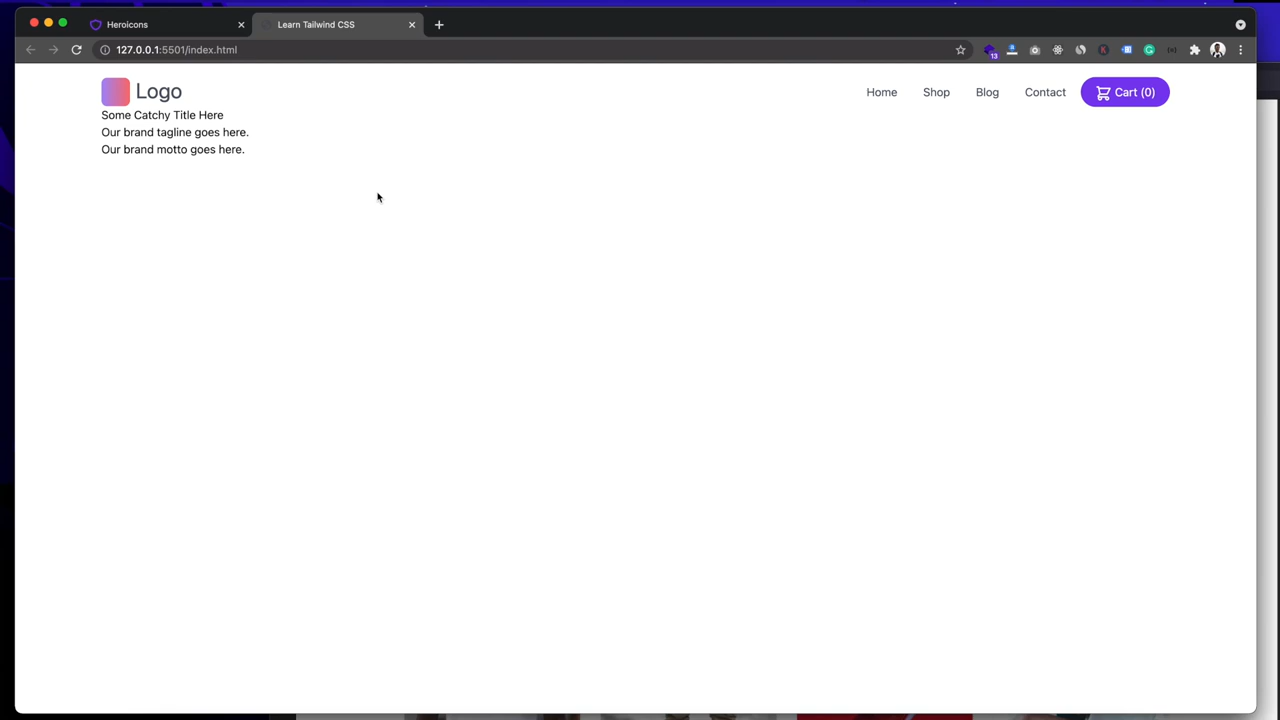 Heroicons
Learn Tailwind CSS
127.0.0.1:5501/index.html
13
Logo
Home
Shop
Blog
Contact
Cart (0)
Some Catchy Title Here
Our brand tagline goes here.
Our brand motto goes here.